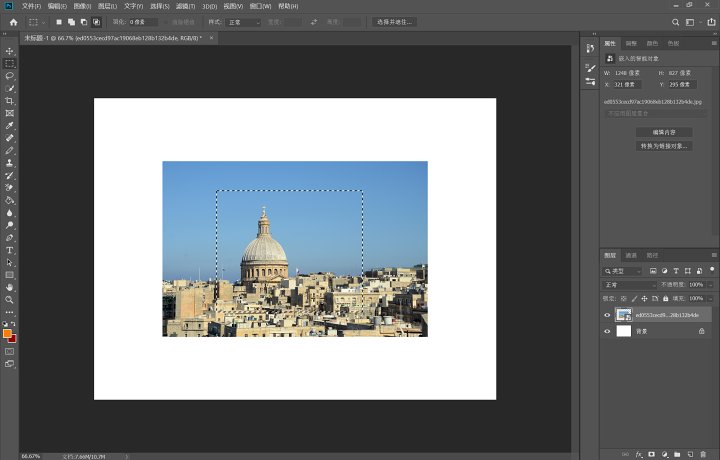 Ps 文件(F) 编辑(E) 图像(I) 图层(L) 文字(Y) 选择(S) 滤镜(T) 3D(D) 视图(V) 窗口(W) 帮助(H)
羽化: 0 像素 消除锯齿 样式: 正常 宽度: 高度: 选择并遮住...
未标题-1 @ 66.7% (ed0553cecd97ac19068eb128b132b4de, RGB/8) *
属性 调整 颜色 色板
嵌入的智能对象
W: 1248 像素 H: 827 像素
X: 321 像素 Y: 295 像素
ed0553cecd97ac19068eb128b132b4de.jpg
不应用图层复合
编辑内容
转换为链接对象...
图层 通道 路径
类型
正常 不透明度: 100%
锁定: 填充: 100%
ed0553cecd9...28b132b4de
背景
66.67% 文档:7.66M/10.7M
fx